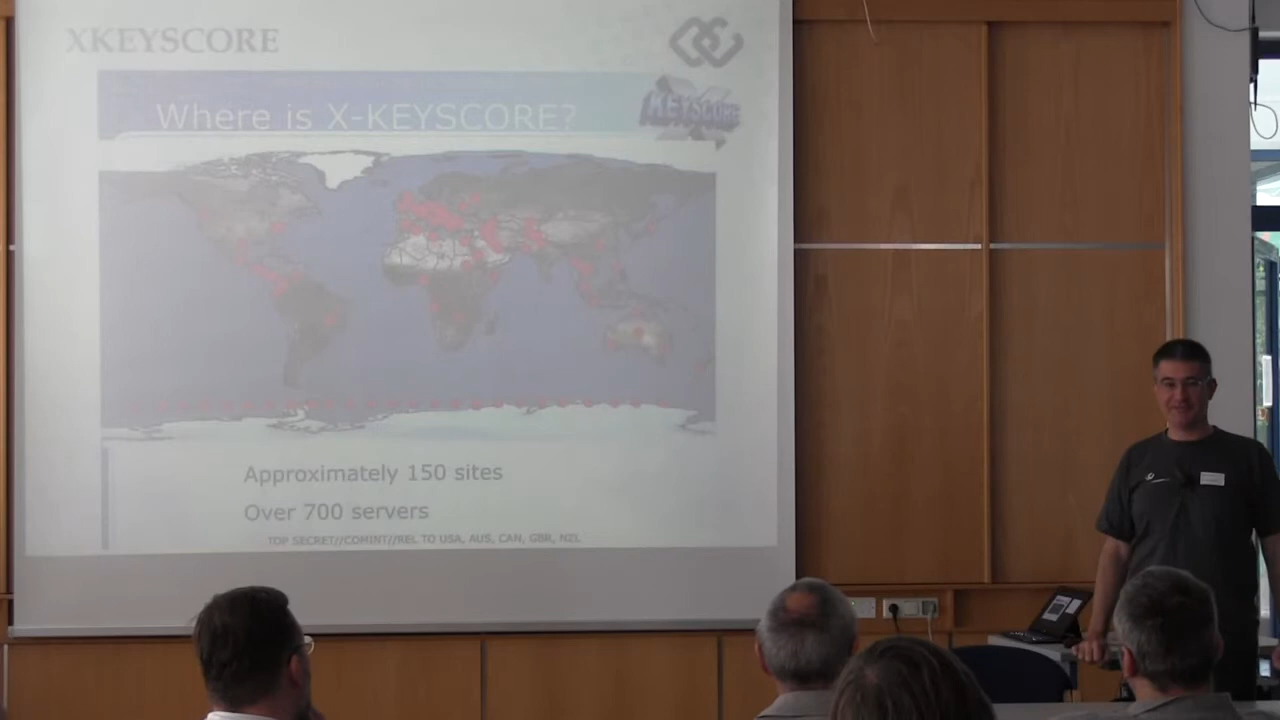 XKEYSCORE
Where is X-KEYSCORE?
KEYSCORE
Approximately 150 sites
Over 700 servers
TOP SECRET//COMINT//REL TO USA, AUS, CAN, GBR, NZL